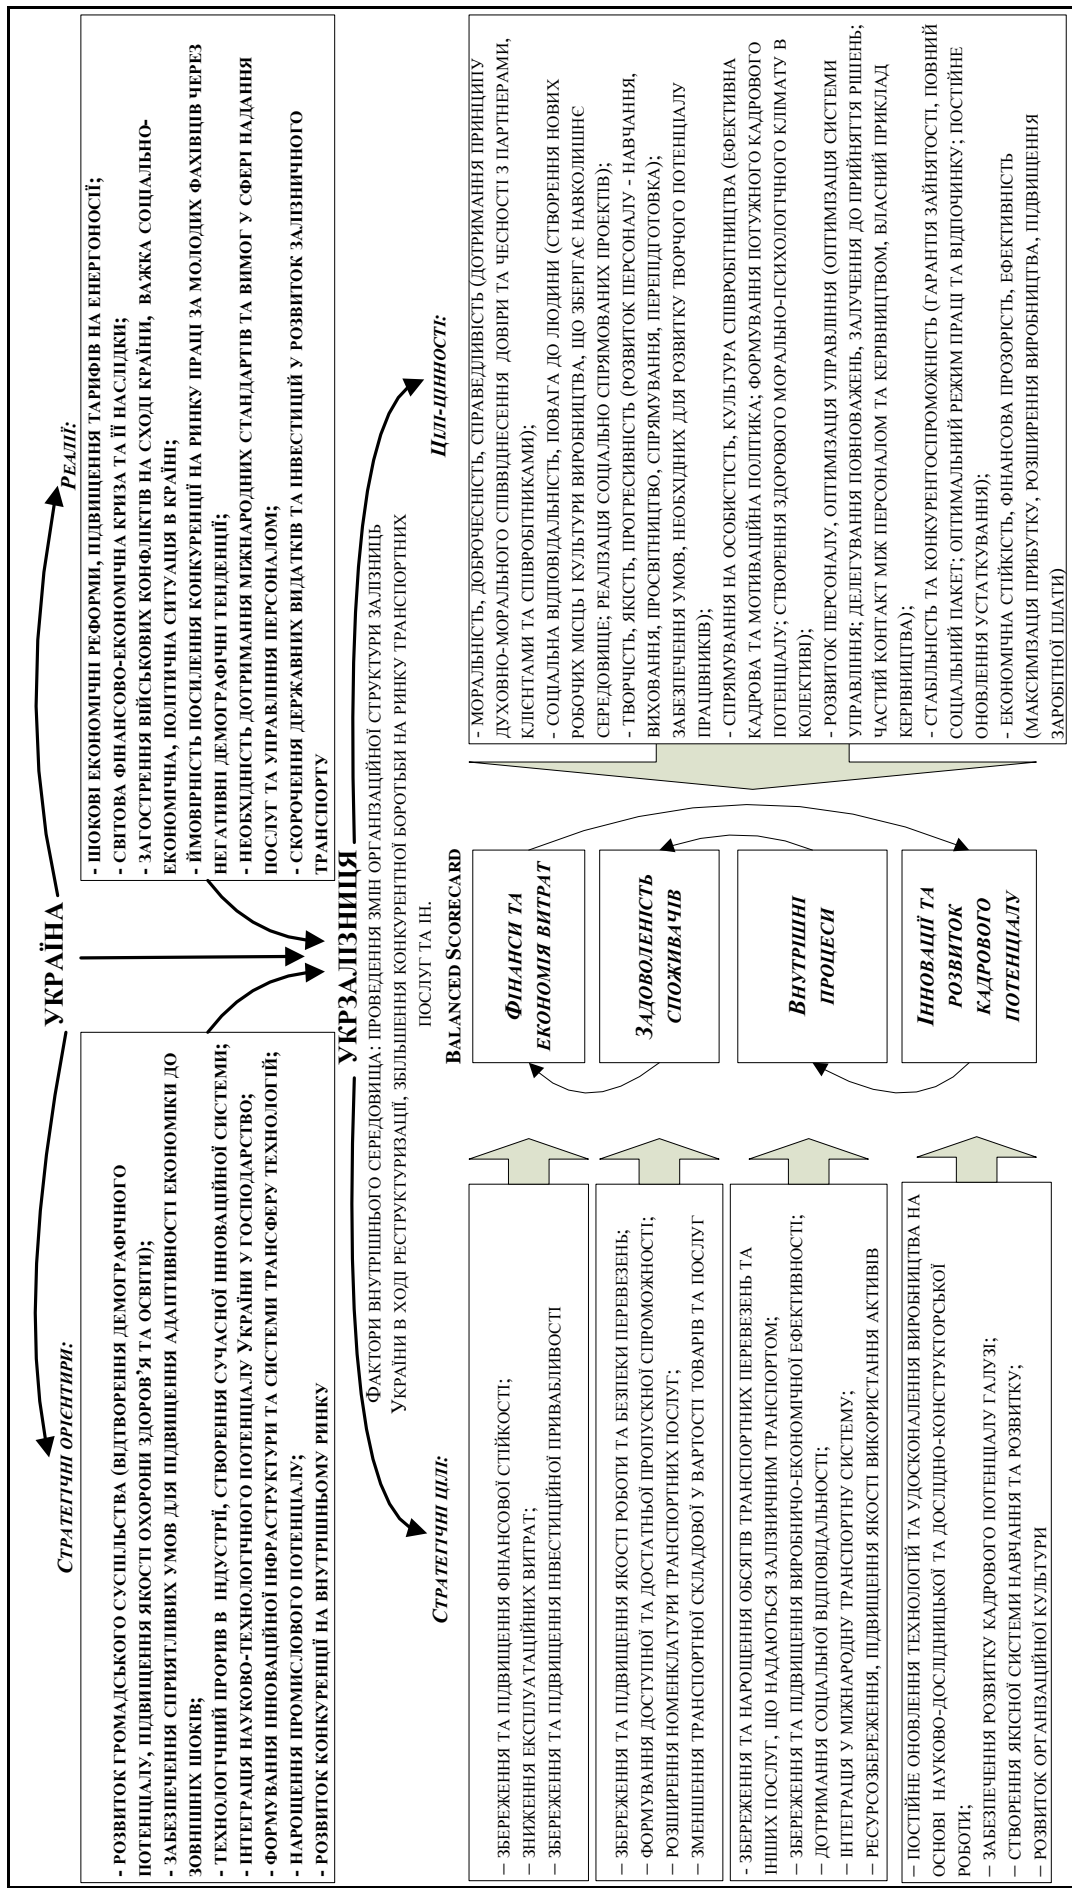 УКРАЇНА
СТРАТЕГІЧНІ ОРІЄНТИРИ:
РЕАЛІЇ:
- РОЗВИТОК ГРОМАДСЬКОГО СУСПІЛЬСТВА (ВІДТВОРЕННЯ ДЕМОГРАФІЧНОГО
ПОТЕНЦІАЛУ, ПІДВИЩЕННЯ ЯКОСТІ ОХОРОНИ ЗДОРОВ'Я ТА ОСВІТИ);
- ЗАБЕЗПЕЧЕННЯ СПРИЯТЛИВИХ УМОВ ДЛЯ ПІДВИЩЕННЯ АДАПТИВНОСТІ ЕКОНОМІКИ ДО
ЗОВНІШНІХ ШОКІВ;
- ТЕХНОЛОГІЧНИЙ ПРОРИВ В ІНДУСТРІЇ, СТВОРЕННЯ СУЧАСНОЇ ІННОВАЦІЙНОЇ СИСТЕМИ;
- ІНТЕГРАЦІЯ НАУКОВО-ТЕХНОЛОГІЧНОГО ПОТЕНЦІАЛУ УКРАЇНИ У ГОСПОДАРСТВО;
- ФОРМУВАННЯ ІННОВАЦІЙНОЇ ІНФРАСТРУКТУРИ ТА СИСТЕМИ ТРАНСФЕРУ ТЕХНОЛОГІЙ;
- НАРОЩЕННЯ ПРОМИСЛОВОГО ПОТЕНЦІАЛУ;
- РОЗВИТОК КОНКУРЕНЦІЇ НА ВНУТРІШНЬОМУ РИНКУ
- ШОКОВІ ЕКОНОМІЧНІ РЕФОРМИ, ПІДВИЩЕННЯ ТАРИФІВ НА ЕНЕРГОНОСІЇ;
- СВІТОВА ФІНАНСОВО-ЕКОНОМІЧНА КРИЗА ТА ЇЇ НАСЛІДКИ;
- ЗАГОСТРЕННЯ ВІЙСЬКОВИХ КОНФЛІКТІВ НА СХОДІ КРАЇНИ, ВАЖКА СОЦІАЛЬНО-
ЕКОНОМІЧНА, ПОЛІТИЧНА СИТУАЦІЯ В КРАЇНІ;
- ЙМОВІРНІСТЬ ПОСИЛЕННЯ КОНКУРЕНЦІЇ НА РИНКУ ПРАЦІ ЗА МОЛОДИХ ФАХІВЦІВ ЧЕРЕЗ
НЕГАТИВНІ ДЕМОГРАФІЧНІ ТЕНДЕНЦІЇ;
- НЕОБХІДНІСТЬ ДОТРИМАННЯ МІЖНАРОДНИХ СТАНДАРТІВ ТА ВИМОГ У СФЕРІ НАДАННЯ
ПОСЛУГ ТА УПРАВЛІННЯ ПЕРСОНАЛОМ;
- СКОРОЧЕННЯ ДЕРЖАВНИХ ВИДАТКІВ ТА ІНВЕСТИЦІЙ У РОЗВИТОК ЗАЛІЗНИЧНОГО
ТРАНСПОРТУ
УКРЗАЛІЗНИЦЯ
ФАКТОРИ ВНУТРІШНЬОГО СЕРЕДОВИЩА: ПРОВЕДЕННЯ ЗМІН ОРГАНІЗАЦІЙНОЇ СТРУКТУРИ ЗАЛІЗНИЦЬ
УКРАЇНИ В ХОДІ РЕСТРУКТУРИЗАЦІЇ, ЗБІЛЬШЕННЯ КОНКУРЕНТНОЇ БОРОТЬБИ НА РИНКУ ТРАНСПОРТНИХ
ПОСЛУГ ТА ІН.
СТРАТЕГІЧНІ ЦІЛІ:
BALANCED SCORECARD
ЦІЛІ-ЦІННОСТІ:
– ЗБЕРЕЖЕННЯ ТА ПІДВИЩЕННЯ ФІНАНСОВОЇ СТІЙКОСТІ;
– ЗНИЖЕННЯ ЕКСПЛУАТАЦІЙНИХ ВИТРАТ;
– ЗБЕРЕЖЕННЯ ТА ПІДВИЩЕННЯ ІНВЕСТИЦІЙНОЇ ПРИВАБЛИВОСТІ
– ЗБЕРЕЖЕННЯ ТА ПІДВИЩЕННЯ ЯКОСТІ РОБОТИ ТА БЕЗПЕКИ ПЕРЕВЕЗЕНЬ;
– ФОРМУВАННЯ ДОСТУПНОЇ ТА ДОСТАТНЬОЇ ПРОПУСКНОЇ СПРОМОЖНОСТІ;
– РОЗШИРЕННЯ НОМЕНКЛАТУРИ ТРАНСПОРТНИХ ПОСЛУГ;
– ЗМЕНШЕННЯ ТРАНСПОРТНОЇ СКЛАДОВОЇ У ВАРТОСТІ ТОВАРІВ ТА ПОСЛУГ
- ЗБЕРЕЖЕННЯ ТА НАРОЩЕННЯ ОБСЯГІВ ТРАНСПОРТНИХ ПЕРЕВЕЗЕНЬ ТА
ІНШИХ ПОСЛУГ, ЩО НАДАЮТЬСЯ ЗАЛІЗНИЧНИМ ТРАНСПОРТОМ;
– ЗБЕРЕЖЕННЯ ТА ПІДВИЩЕННЯ ВИРОБНИЧО-ЕКОНОМІЧНОЇ ЕФЕКТИВНОСТІ;
– ДОТРИМАННЯ СОЦІАЛЬНОЇ ВІДПОВІДАЛЬНОСТІ;
– ІНТЕГРАЦІЯ У МІЖНАРОДНУ ТРАНСПОРТНУ СИСТЕМУ;
– РЕСУРСОЗБЕРЕЖЕННЯ, ПІДВИЩЕННЯ ЯКОСТІ ВИКОРИСТАННЯ АКТИВІВ
– ПОСТІЙНЕ ОНОВЛЕННЯ ТЕХНОЛОГІЙ ТА УДОСКОНАЛЕННЯ ВИРОБНИЦТВА НА
ОСНОВІ НАУКОВО-ДОСЛІДНИЦЬКОЇ ТА ДОСЛІДНО-КОНСТРУКТОРСЬКОЇ
РОБОТИ;
– ЗАБЕЗПЕЧЕННЯ РОЗВИТКУ КАДРОВОГО ПОТЕНЦІАЛУ ГАЛУЗІ;
– СТВОРЕННЯ ЯКІСНОЇ СИСТЕМИ НАВЧАННЯ ТА РОЗВИТКУ;
– РОЗВИТОК ОРГАНІЗАЦІЙНОЇ КУЛЬТУРИ
ФІНАНСИ ТА
ЕКОНОМІЯ ВИТРАТ
ЗАДОВОЛЕНІСТЬ
СПОЖИВАЧІВ
ВНУТРІШНІ
ПРОЦЕСИ
ІННОВАЦІЇ ТА
РОЗВИТОК
КАДРОВОГО
ПОТЕНЦІАЛУ
- МОРАЛЬНІСТЬ, ДОБРОЧЕСНІСТЬ, СПРАВЕДЛИВІСТЬ (ДОТРИМАННЯ ПРИНЦИПУ
ДУХОВНО-МОРАЛЬНОГО СПІВВІДНЕСЕННЯ ДОВІРИ ТА ЧЕСНОСТІ З ПАРТНЕРАМИ,
КЛІЄНТАМИ ТА СПІВРОБІТНИКАМИ);
- СОЦІАЛЬНА ВІДПОВІДАЛЬНІСТЬ, ПОВАГА ДО ЛЮДИНИ (СТВОРЕННЯ НОВИХ
РОБОЧИХ МІСЦЬ І КУЛЬТУРИ ВИРОБНИЦТВА, ЩО ЗБЕРІГАЄ НАВКОЛИШНЄ
СЕРЕДОВИЩЕ; РЕАЛІЗАЦІЯ СОЦІАЛЬНО СПРЯМОВАНИХ ПРОЕКТІВ);
- ТВОРЧІСТЬ, ЯКІСТЬ, ПРОГРЕСИВНІСТЬ (РОЗВИТОК ПЕРСОНАЛУ - НАВЧАННЯ,
ВИХОВАННЯ, ПРОСВІТНИЦТВО, СПРЯМУВАННЯ, ПЕРЕПІДГОТОВКА);
ЗАБЕЗПЕЧЕННЯ УМОВ, НЕОБХІДНИХ ДЛЯ РОЗВИТКУ ТВОРЧОГО ПОТЕНЦІАЛУ
ПРАЦІВНИКІВ);
- СПРЯМУВАННЯ НА ОСОБИСТІСТЬ, КУЛЬТУРА СПІВРОБІТНИЦТВА (ЕФЕКТИВНА
КАДРОВА ТА МОТИВАЦІЙНА ПОЛІТИКА; ФОРМУВАННЯ ПОТУЖНОГО КАДРОВОГО
ПОТЕНЦІАЛУ; СТВОРЕННЯ ЗДОРОВОГО МОРАЛЬНО-ПСИХОЛОГІЧНОГО КЛІМАТУ В
КОЛЕКТИВІ);
- РОЗВИТОК ПЕРСОНАЛУ, ОПТИМІЗАЦІЯ УПРАВЛІННЯ (ОПТИМІЗАЦІЯ СИСТЕМИ
УПРАВЛІННЯ; ДЕЛЕГУВАННЯ ПОВНОВАЖЕНЬ, ЗАЛУЧЕННЯ ДО ПРИЙНЯТТЯ РІШЕНЬ;
ЧАСТИЙ КОНТАКТ МІЖ ПЕРСОНАЛОМ ТА КЕРІВНИЦТВОМ, ВЛАСНИЙ ПРИКЛАД
КЕРІВНИЦТВА);
- СТАБІЛЬНІСТЬ ТА КОНКУРЕНТОСПРОМОЖНІСТЬ (ГАРАНТІЯ ЗАЙНЯТОСТІ, ПОВНИЙ
СОЦІАЛЬНИЙ ПАКЕТ; ОПТИМАЛЬНИЙ РЕЖИМ ПРАЦІ ТА ВІДПОЧИНКУ; ПОСТІЙНЕ
ОНОВЛЕННЯ УСТАТКУВАННЯ);
- ЕКОНОМІЧНА СТІЙКІСТЬ, ФІНАНСОВА ПРОЗОРІСТЬ, ЕФЕКТИВНІСТЬ
(МАКСИМІЗАЦІЯ ПРИБУТКУ, РОЗШИРЕННЯ ВИРОБНИЦТВА, ПІДВИЩЕННЯ
ЗАРОБІТНОЇ ПЛАТИ)